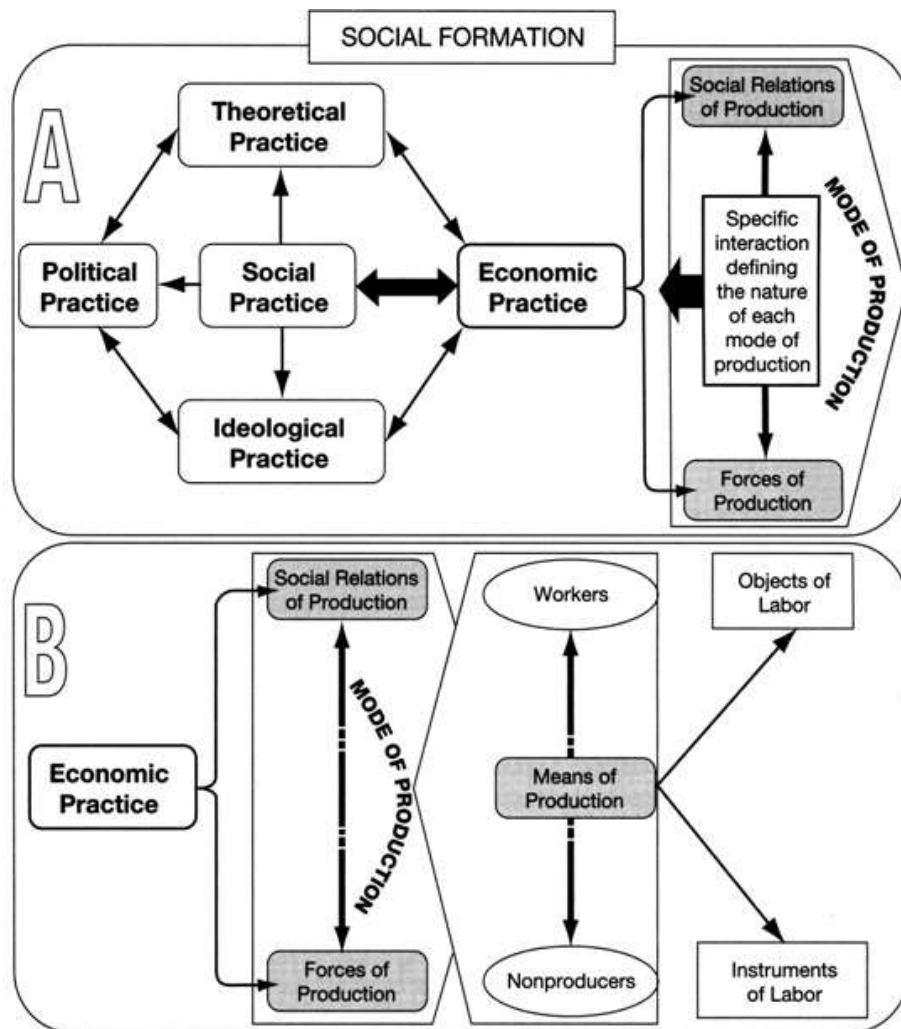 SOCIAL FORMATION
A
Theoretical
Practice
Political
Practice
Social
Practice
Economic
Practice
Ideological
Practice
Social Relations
of Production
Specific
interaction
defining
the nature
of each
mode of
production
MODE OF PRODUCTION
Forces of
Production
B
Economic
Practice
Social Relations
of Production
MODE OF PRODUCTION
Forces of
Production
Workers
Means of
Production
Nonproducers
Objects of
Labor
Instruments
of Labor